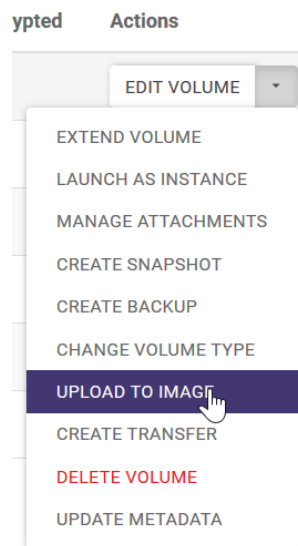 ypted Actions
EDIT VOLUME
EXTEND VOLUME
LAUNCH AS INSTANCE
MANAGE ATTACHMENTS
CREATE SNAPSHOT
CREATE BACKUP
CHANGE VOLUME TYPE
UPLOAD TO IMAGE
CREATE TRANSFER
DELETE VOLUME
UPDATE METADATA